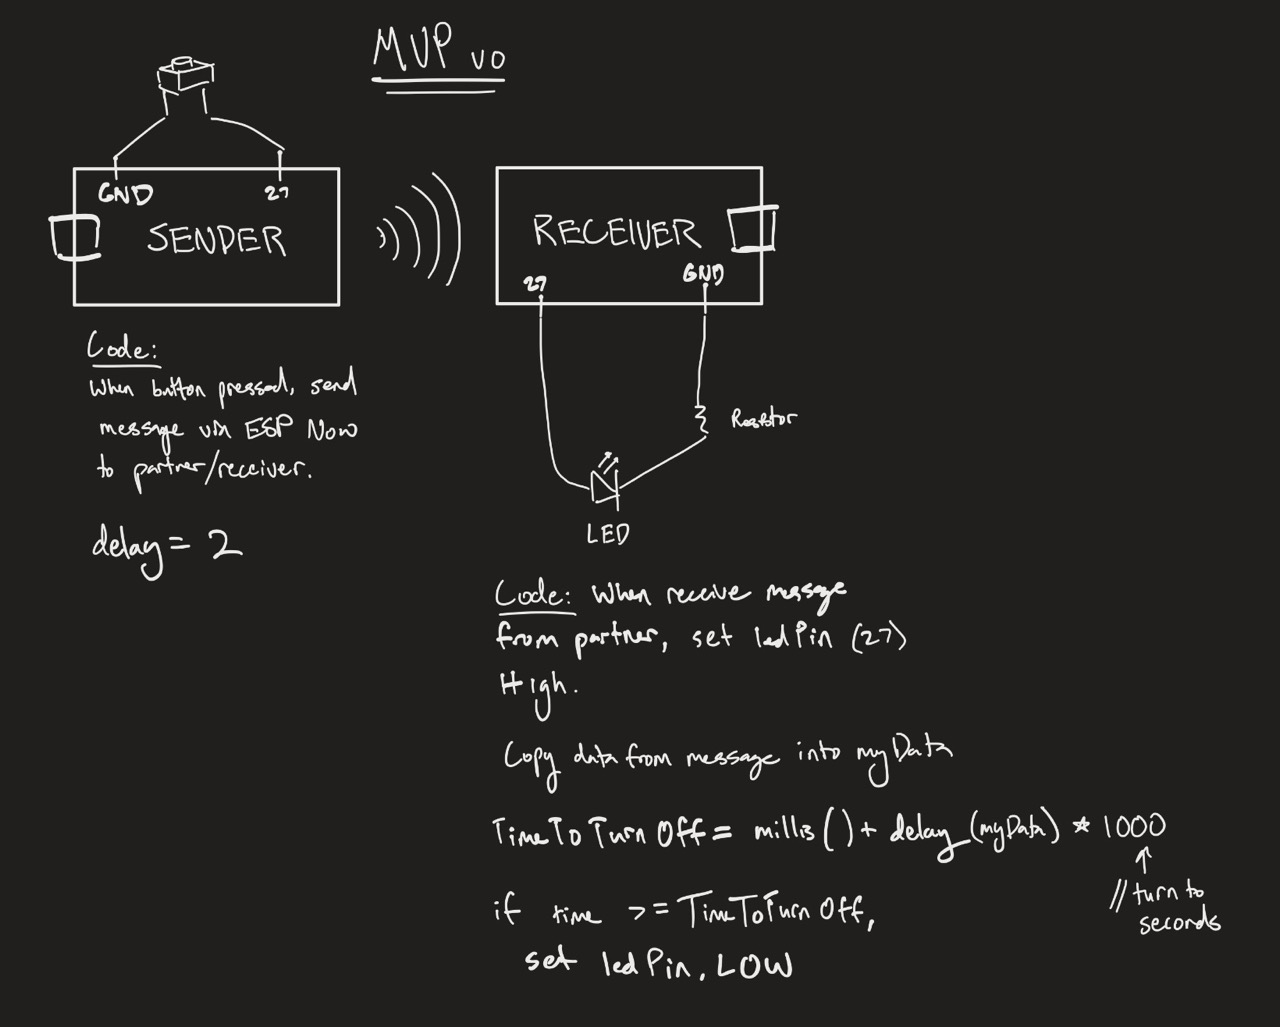 MVP v0
GND
27
SENDER
RECEIVER
27
GND
Code:
When button pressed, send
message via ESP Now
to partner/receiver.
delay = 2
Resistor
LED
Code: When receive message
from partner, set ledPin (27)
High.
Copy data from message into myData
TimeToTurnOff = millis() + delay (myData) * 1000
// turn to
seconds
if time >= TimeToTurnOff,
set ledPin, LOW